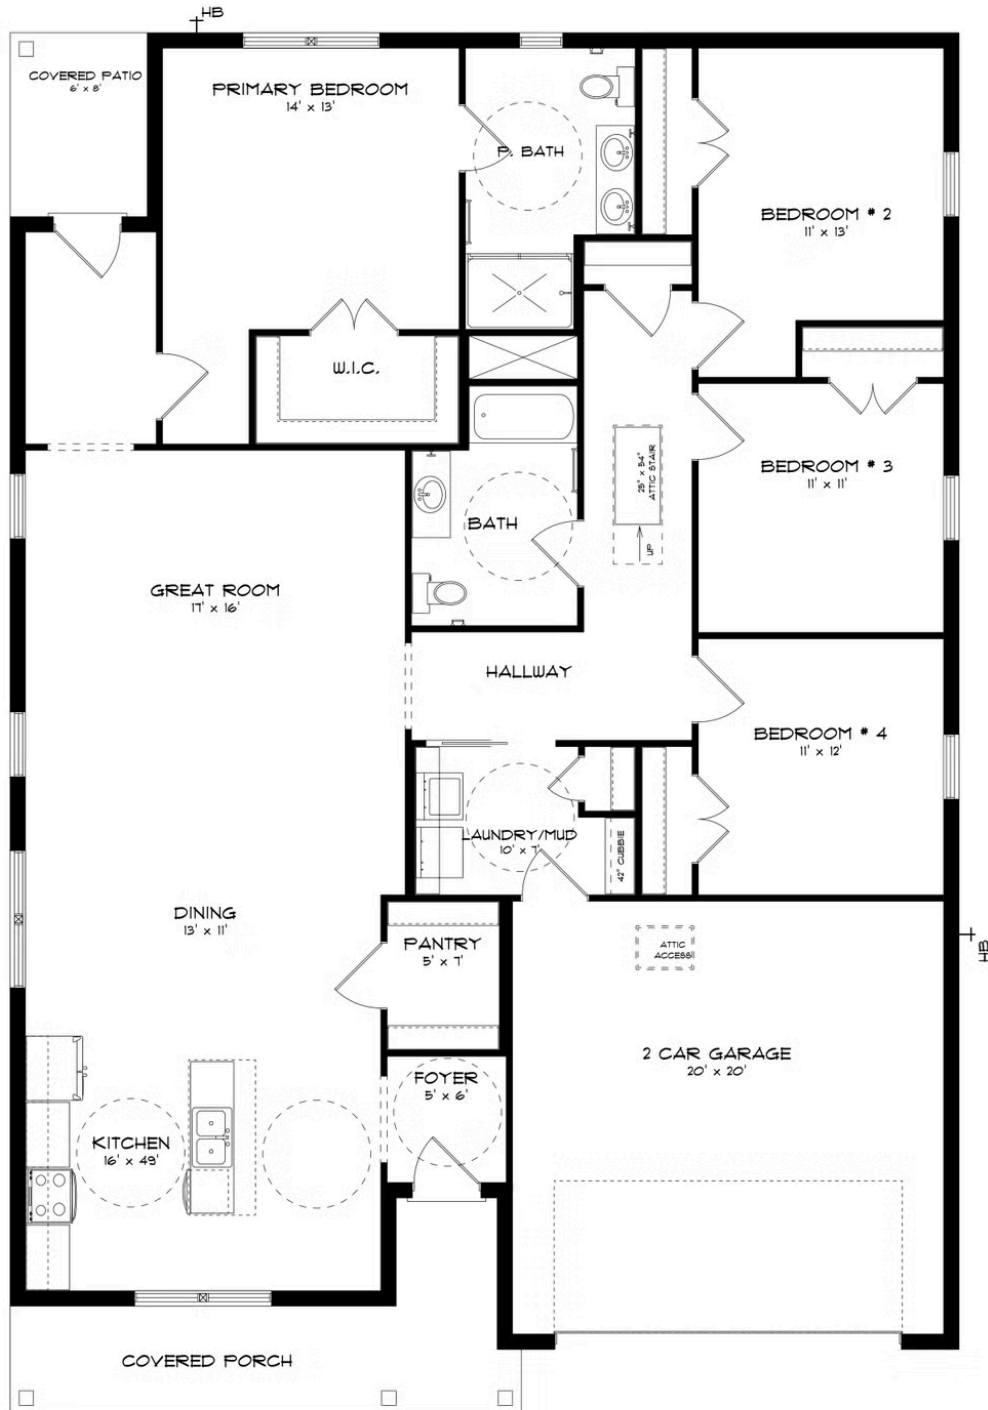 HB
COVERED PATIO
6' x 8'
PRIMARY BEDROOM
14' x 13'
P. BATH
BEDROOM # 2
11' x 13'
W.I.C.
BEDROOM # 3
11' x 11'
25" x 54"
ATTIC STAIR
UP
BATH
GREAT ROOM
17' x 16'
HALLWAY
BEDROOM # 4
11' x 12'
LAUNDRY/MUD
10' x 7'
42" CUBBIE
DINING
13' x 11'
PANTRY
5' x 7'
ATTIC
ACCESS
HB
2 CAR GARAGE
20' x 20'
FOYER
5' x 6'
KITCHEN
16' x 49'
COVERED PORCH